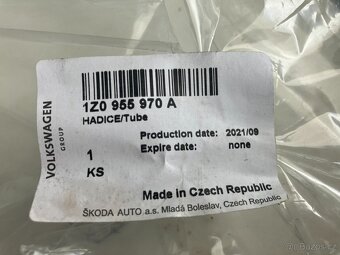 VOLKSWAGEN
GROUP
1Z0 955 970 A
HADICE/Tube
Production date: 2021/09
Expire date: none
1
KS
Made in Czech Republic
ŠKODA AUTO a.s. Mladá Boleslav, Czech Republic